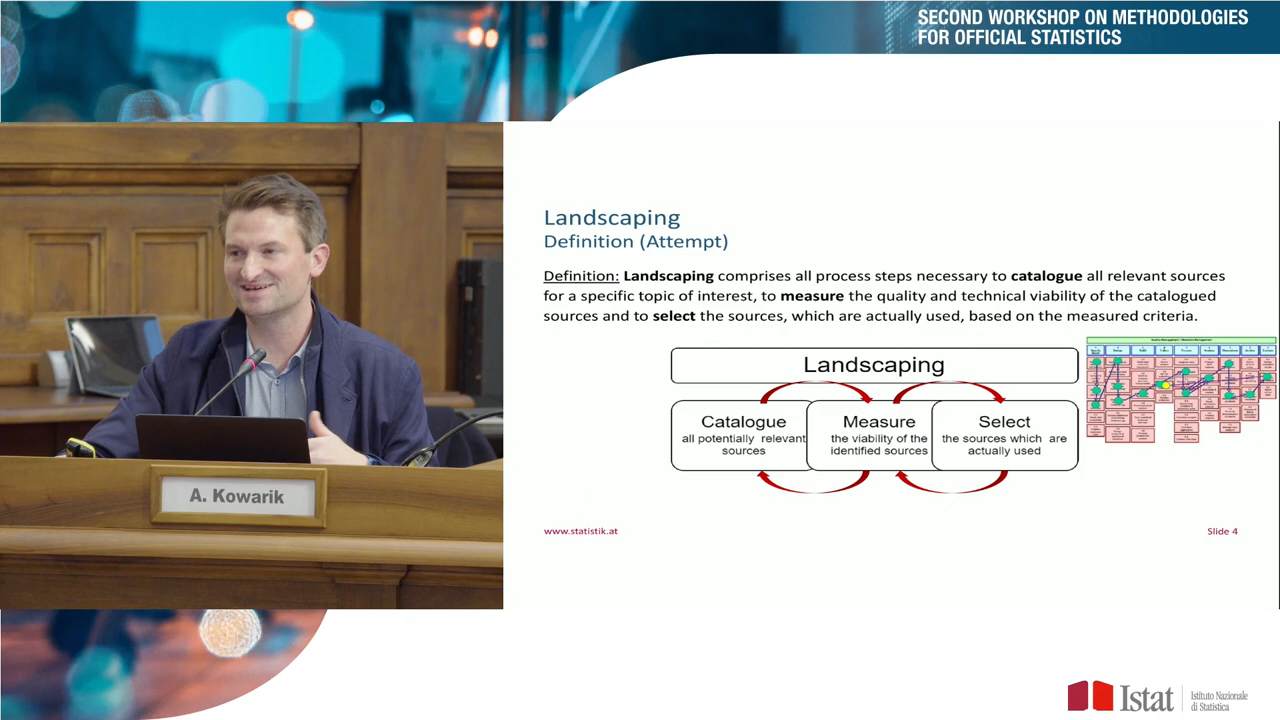 SECOND WORKSHOP ON METHODOLOGIES
FOR OFFICIAL STATISTICS
A. Kowarik
Landscaping
Definition (Attempt)
Definition: Landscaping comprises all process steps necessary to catalogue all relevant sources
for a specific topic of interest, to measure the quality and technical viability of the catalogued
sources and to select the sources, which are actually used, based on the measured criteria.
Landscaping
Catalogue
all potentially relevant
sources
Measure
the viability of the
identified sources
Select
the sources which are
actually used
www.statistik.at
Slide 4
Istat
Istituto Nazionale
di Statistica